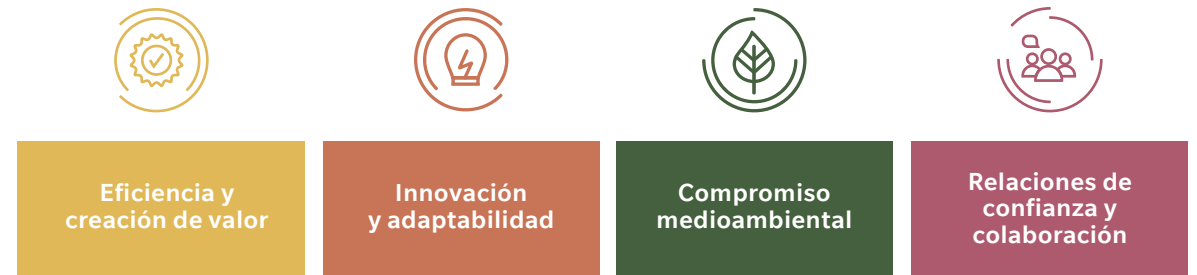 Eficiencia y
creación de valor
Innovación
y adaptabilidad
Compromiso
medioambiental
Relaciones de
confianza y
colaboración